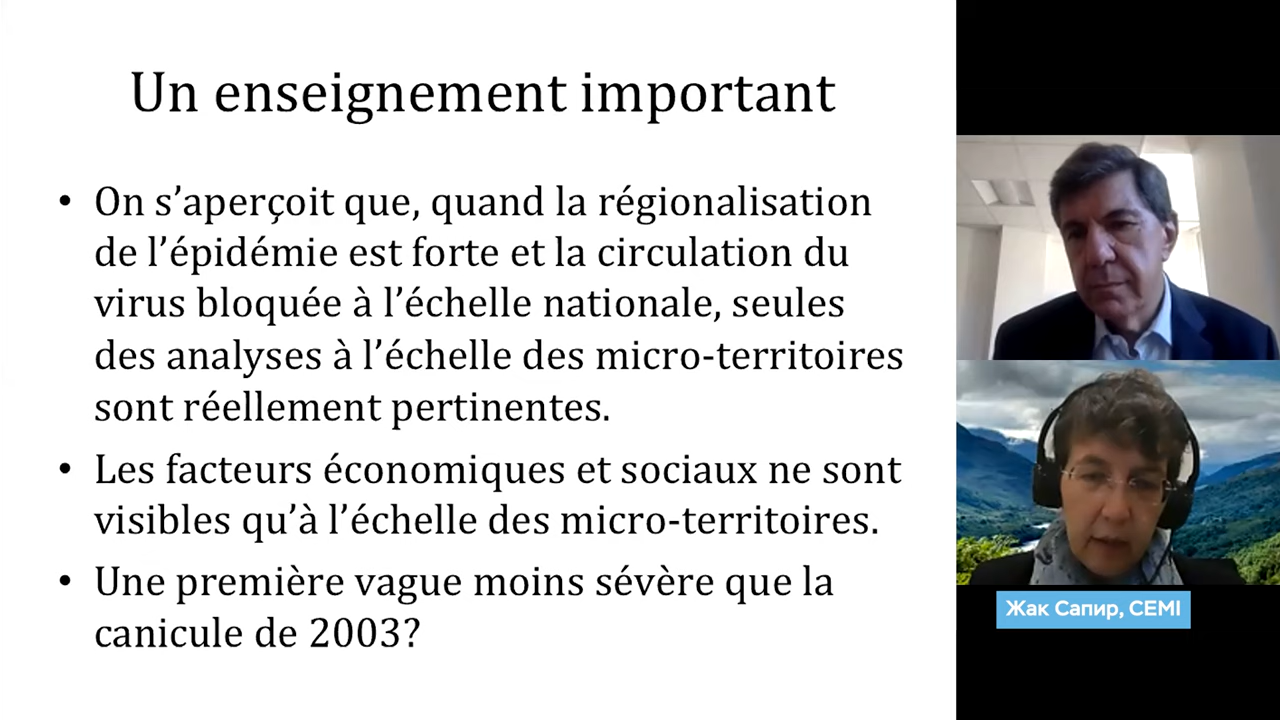 Un enseignement important
• On s’aperçoit que, quand la régionalisation
de l’épidémie est forte et la circulation du
virus bloquée à l’échelle nationale, seules
des analyses à l’échelle des micro-territoires
sont réellement pertinentes.
• Les facteurs économiques et sociaux ne sont
visibles qu’à l’échelle des micro-territoires.
• Une première vague moins sévère que la
canicule de 2003?
Жак Сапир, CEMI